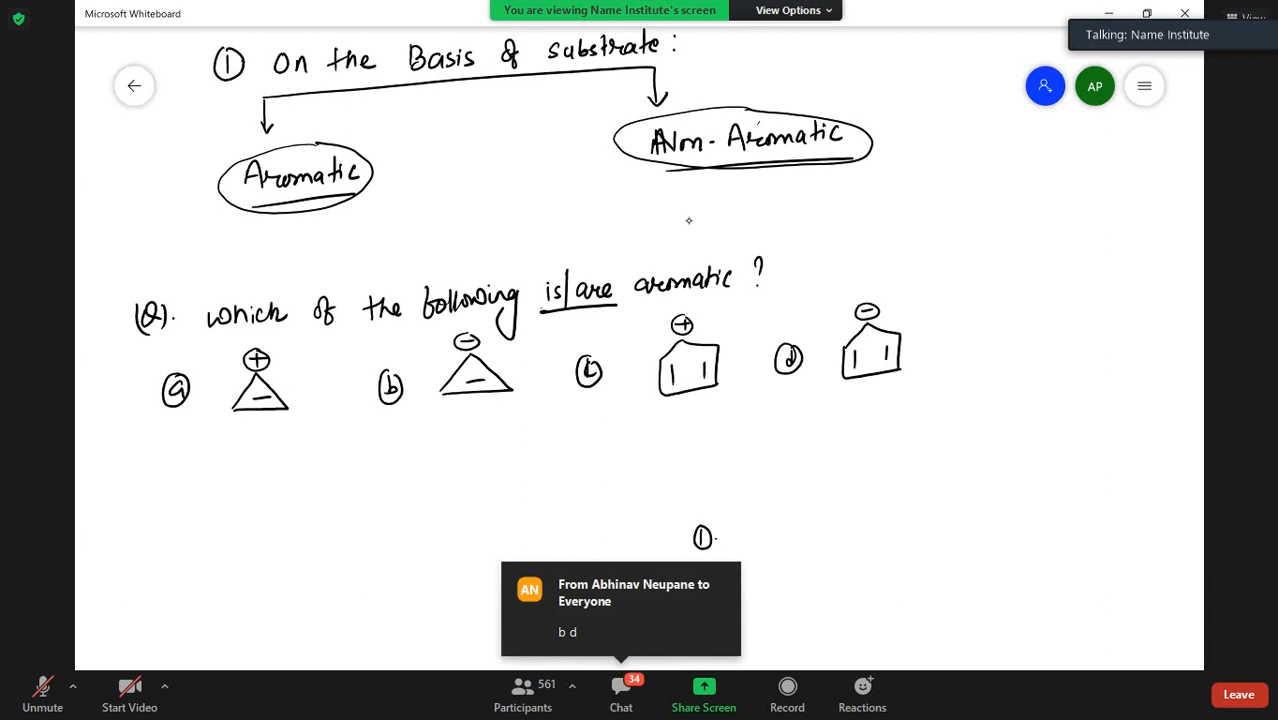 You are viewing Name Institute's screen
View Options
Microsoft Whiteboard
View
Talking: Name Institute
① On the Basis of substrate:
AP
Aromatic
Non-Aromatic
(Q). Which of the following is/are aromatic ?
ⓐ + ⓑ - ⓒ + ⓓ -
①.
AN
From Abhinav Neupane to
Everyone
b d
561
34
Unmute
Start Video
Participants
Chat
Share Screen
Record
Reactions
Leave